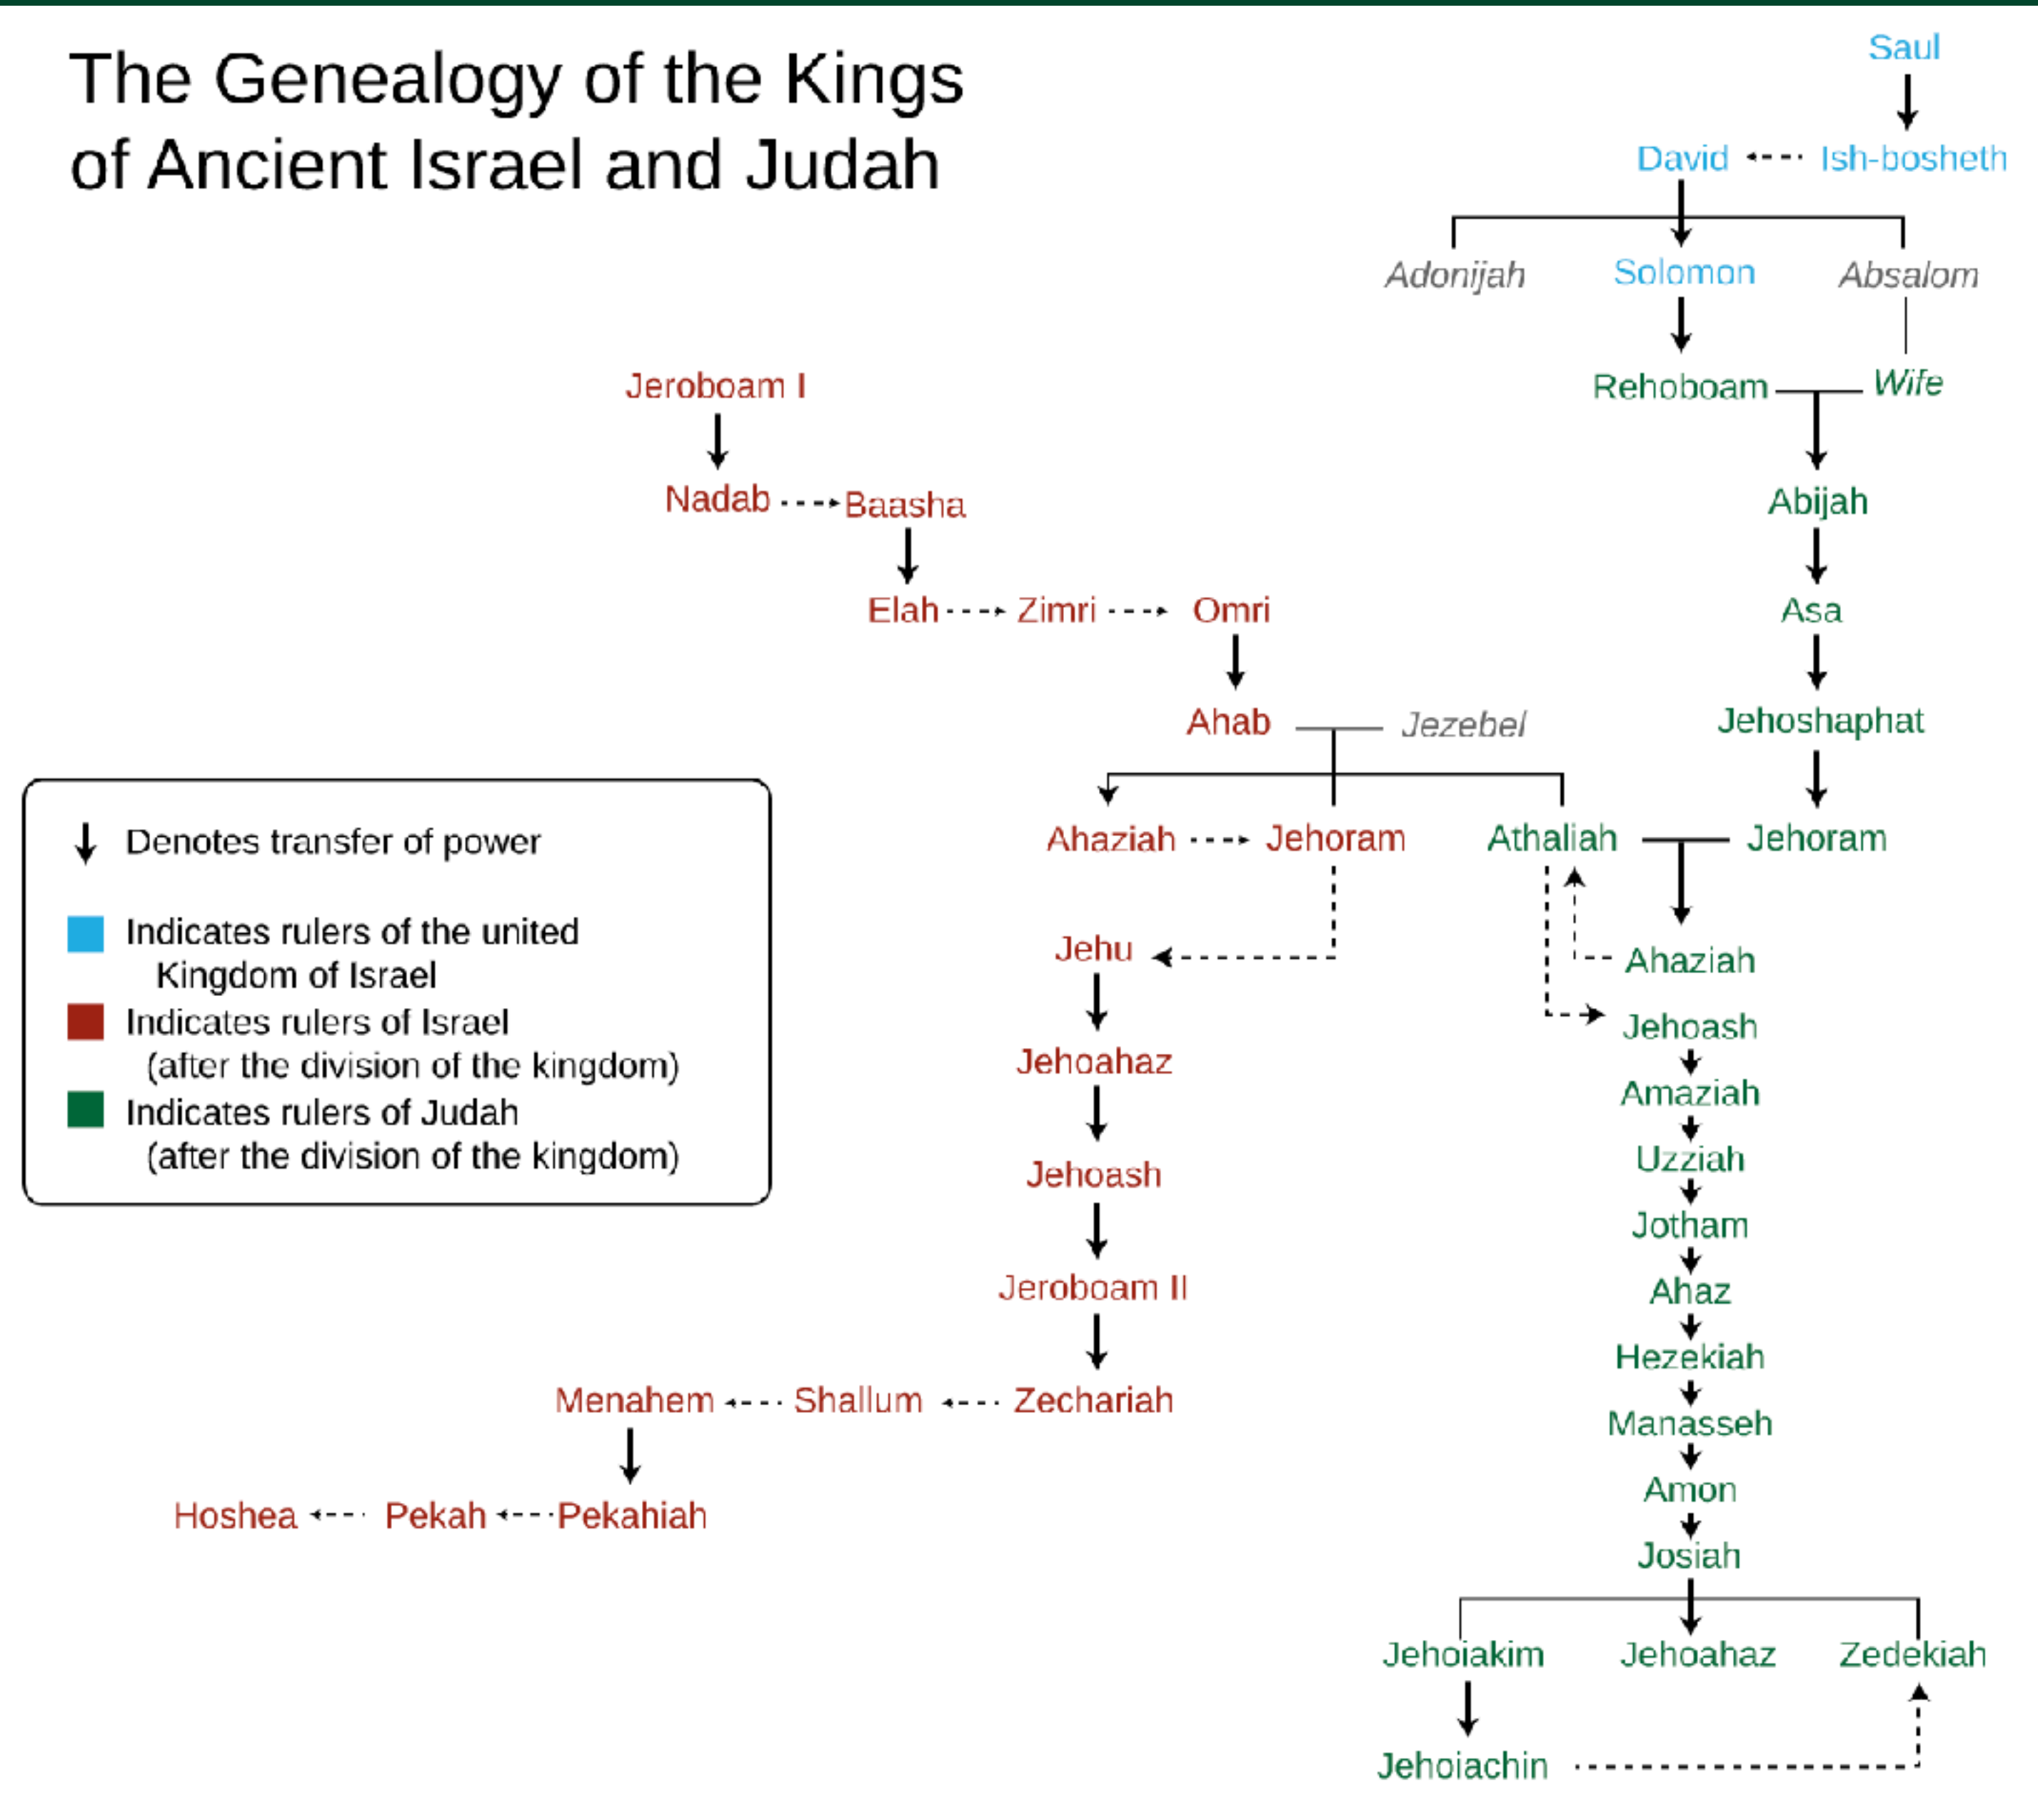 The Genealogy of the Kings
of Ancient Israel and Judah
Saul
David
Ish-bosheth
Adonijah
Solomon
Absalom
Jeroboam I
Rehoboam
Wife
Nadab
Baasha
Abijah
Elah
Zimri
Omri
Asa
Ahab
Jezebel
Jehoshaphat
Ahaziah
Jehoram
Athaliah
Jehoram
Jehu
Ahaziah
Jehoash
Jehoahaz
Amaziah
Jehoash
Uzziah
Jotham
Jeroboam II
Ahaz
Hezekiah
Menahem
Shallum
Zechariah
Manasseh
Hoshea
Pekah
Pekahiah
Amon
Josiah
Jehoiakim
Jehoahaz
Zedekiah
Jehoiachin
Denotes transfer of power
Indicates rulers of the united
Kingdom of Israel
Indicates rulers of Israel
(after the division of the kingdom)
Indicates rulers of Judah
(after the division of the kingdom)